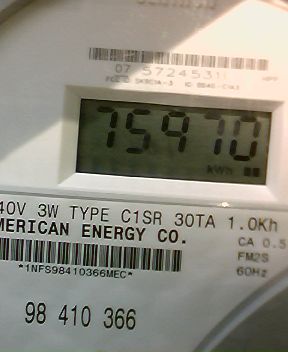 07 5724531
75970
kWh
40V 3W TYPE C1SR 30TA 1.0Kh
MERICAN ENERGY CO.
CA 0.5
*1NFS98410366MEC*
FM2S
60Hz
98 410 366